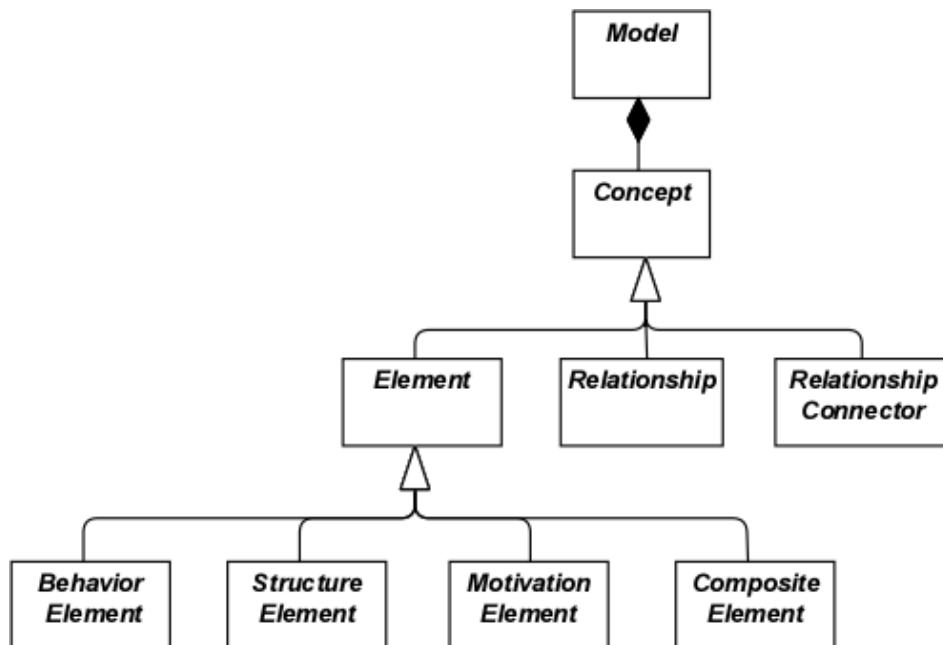 Model
Concept
Element
Relationship
Relationship
Connector
Behavior
Element
Structure
Element
Motivation
Element
Composite
Element